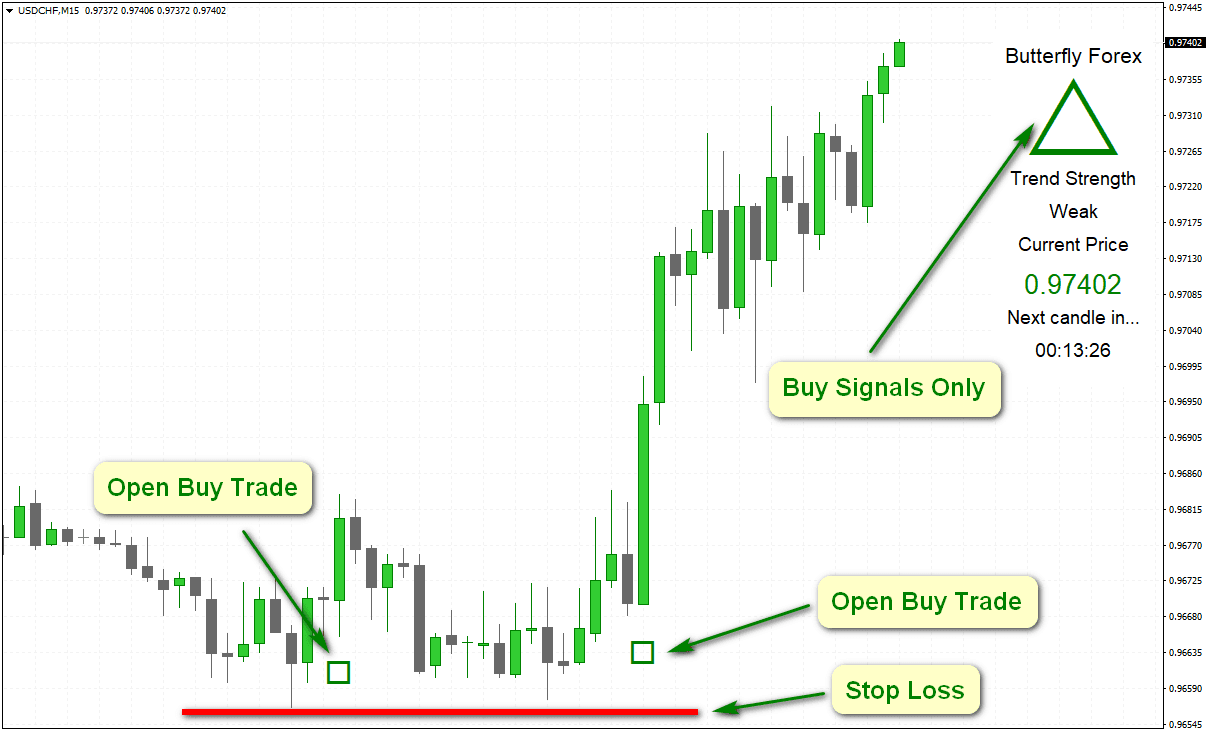 USDCHF,M15 0.97372 0.97406 0.97372 0.97402
0.97445
0.97402
0.97355
0.97310
0.97265
0.97220
0.97175
0.97130
0.97085
0.97040
0.96995
0.96950
0.96905
0.96860
0.96815
0.96770
0.96725
0.96680
0.96635
0.96590
0.96545
Butterfly Forex
Trend Strength
Weak
Current Price
0.97402
Next candle in...
00:13:26
Buy Signals Only
Open Buy Trade
Open Buy Trade
Stop Loss